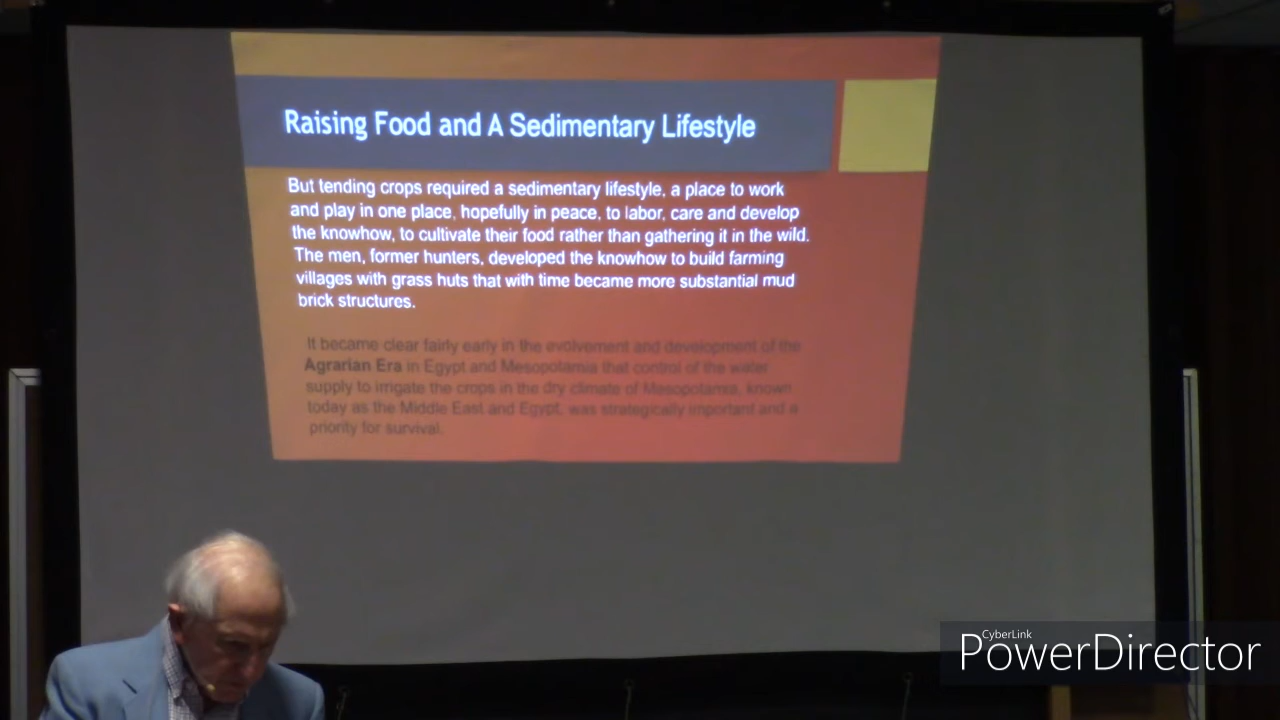 Raising Food and A Sedimentary Lifestyle
But tending crops required a sedimentary lifestyle, a place to work
and play in one place, hopefully in peace, to labor, care and develop
the knowhow, to cultivate their food rather than gathering it in the wild.
The men, former hunters, developed the knowhow to build farming
villages with grass huts that with time became more substantial mud
brick structures.
It became clear fairly early in the evolvement and development of the
Agrarian Era in Egypt and Mesopotamia that control of the water
supply to irrigate the crops in the dry climate of Mesopotamia, known
today as the Middle East and Egypt, was strategically important and a
priority for survival.
CyberLink
PowerDirector